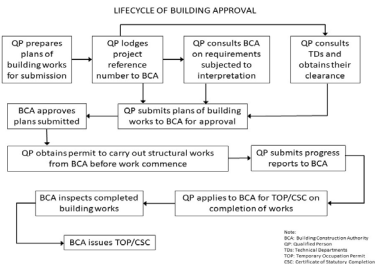 LIFECYCLE OF BUILDING APPROVAL
QP prepares
plans of
building works
for submission
QP lodges
project
reference
number to BCA
QP consults BCA
on requirements
subjected to
interpretation
QP consults
TDs and
obtains their
clearance
BCA approves
plans submitted
QP submits plans of building
works to BCA for approval
QP obtains permit to carry out structural works
from BCA before work commence
QP submits progress
reports to BCA
BCA inspects completed
building works
QP applies to BCA for TOP/CSC on
completion of works
BCA issues TOP/CSC
Note:
BCA: Building Construction Authority
QP: Qualified Person
TDs: Technical Departments
TOP: Temporary Occupation Permit
CSC: Certificate of Statutory Completion